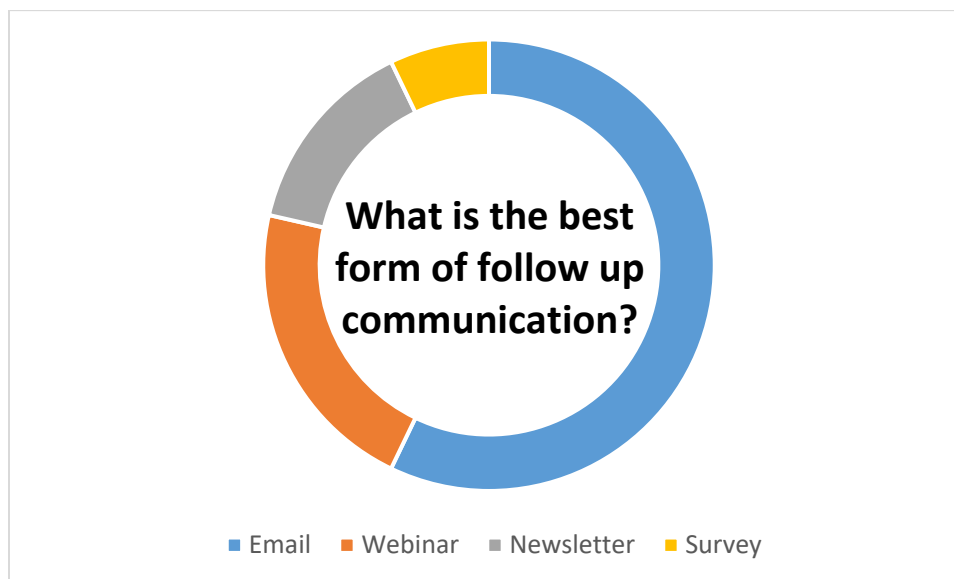 What is the best
form of follow up
communication?
Email Webinar Newsletter Survey